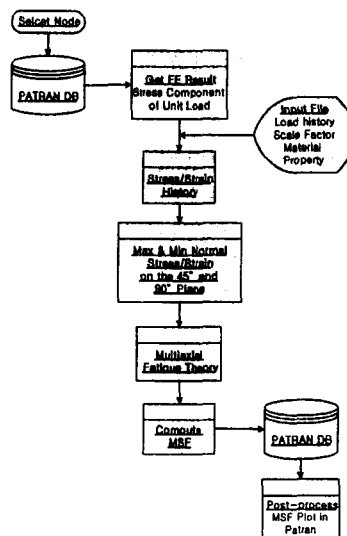 Selcet Node
PATRAN DB
Get FE Result
Stress Component
of Unit Load
Input File
Load history
Scale Factor
Material
Property
Stress/Strain
History
Max & Min Normal
Stress/Strain
on the 45° and
90° Plans
Multiaxial
Fatigue Theory
Compute
MSF
PATRAN DB
Post-process
MSF Plot in
Patran